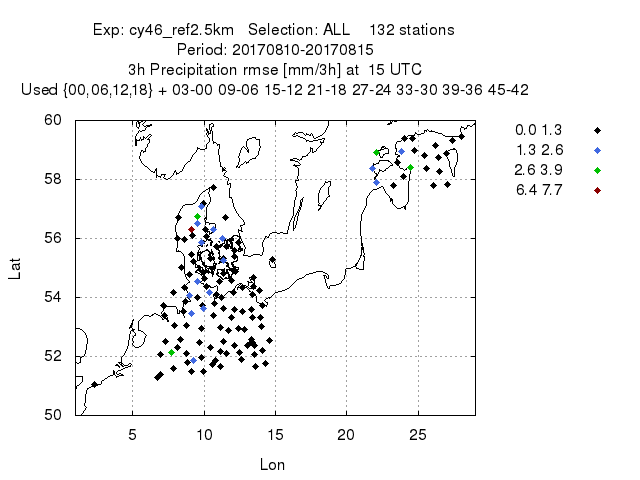 Exp: cy46_ref2.5km   Selection: ALL    132 stations
Period: 20170810-20170815
3h Precipitation rmse [mm/3h] at  15 UTC
Used {00,06,12,18} + 03-00 09-06 15-12 21-18 27-24 33-30 39-36 45-42
0.0 1.3
1.3 2.6
2.6 3.9
6.4 7.7
60
58
56
54
52
50
Lat
5 10 15 20 25
Lon